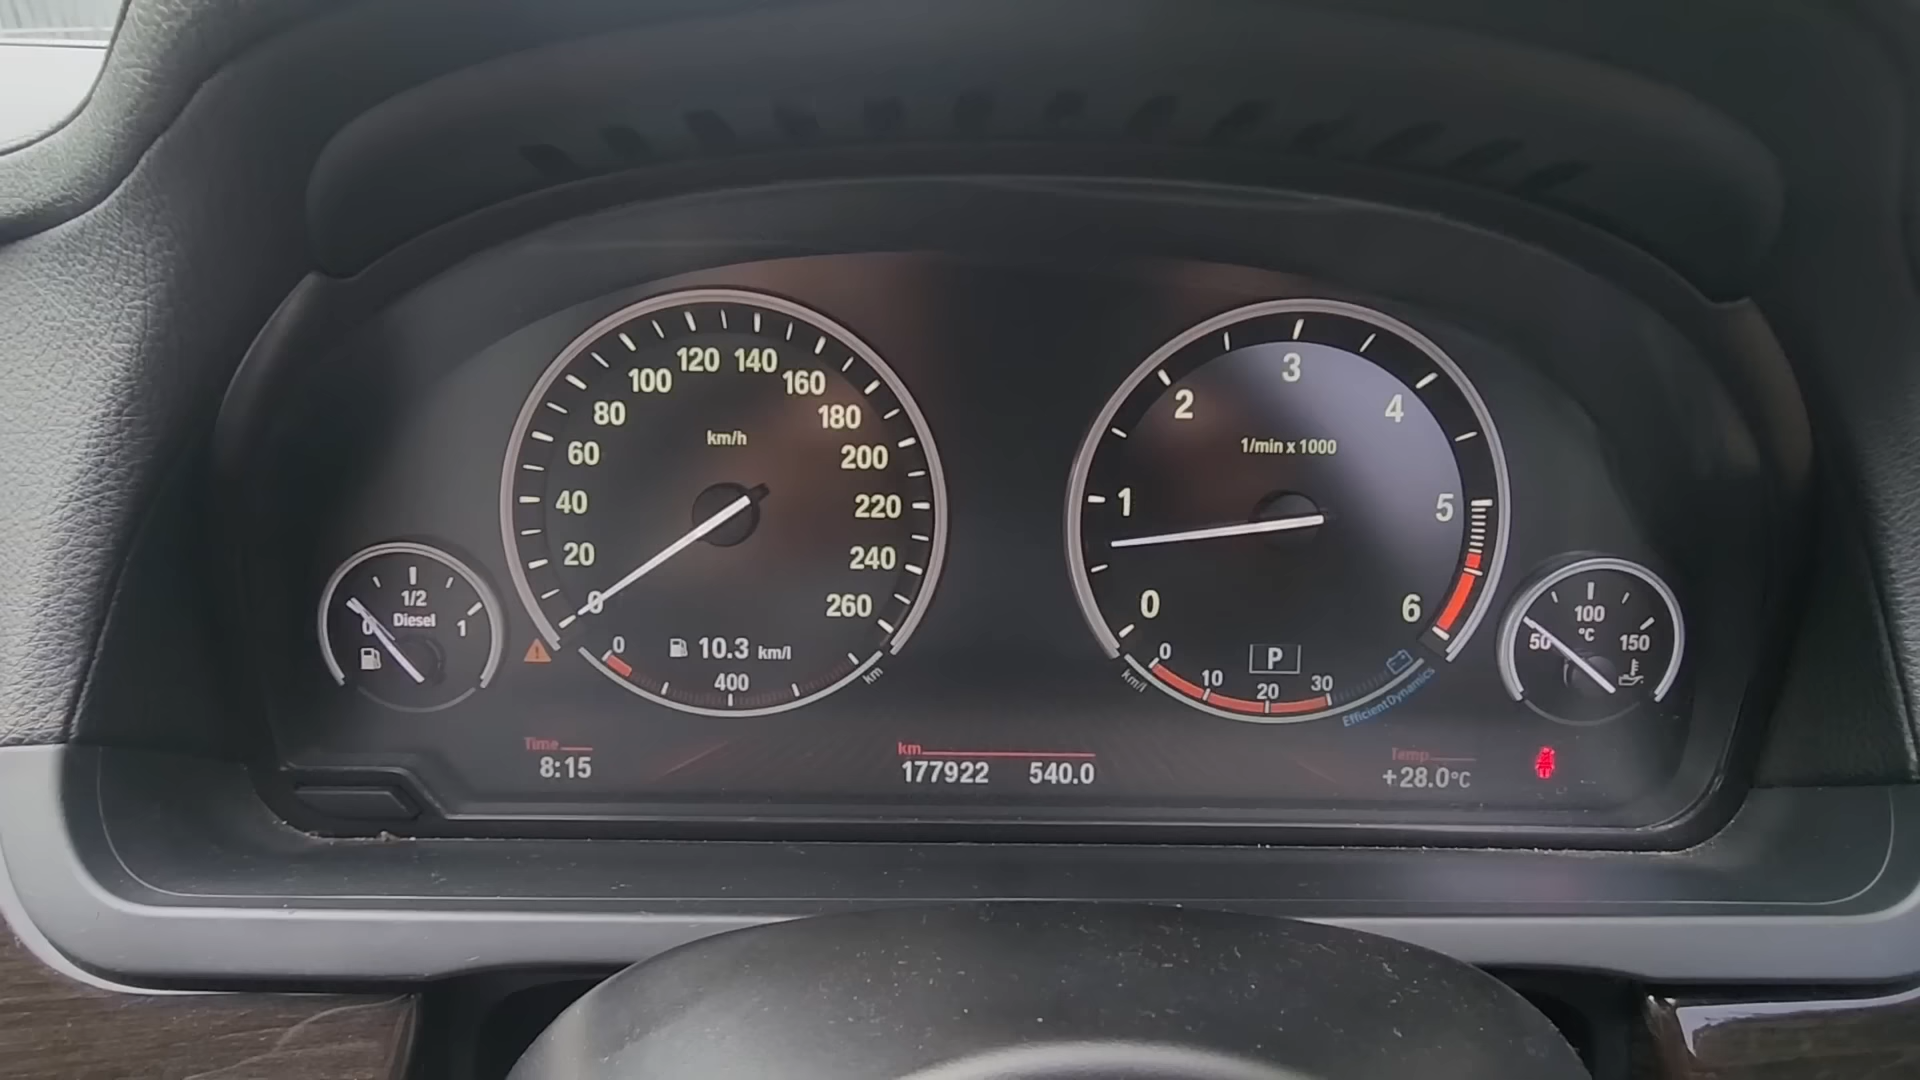 0 20 40 60 80 100 120 140 160 180 200 220 240 260
km/h
10.3 km/l
0 400 km
0 1/2 1
Diesel
0 1 2 3 4 5 6
1/min x 1000
P
0 10 20 30
km/l
EfficientDynamics
50 100 150
°C
Time
8:15
km
177922 540.0
Temp
+28.0°C